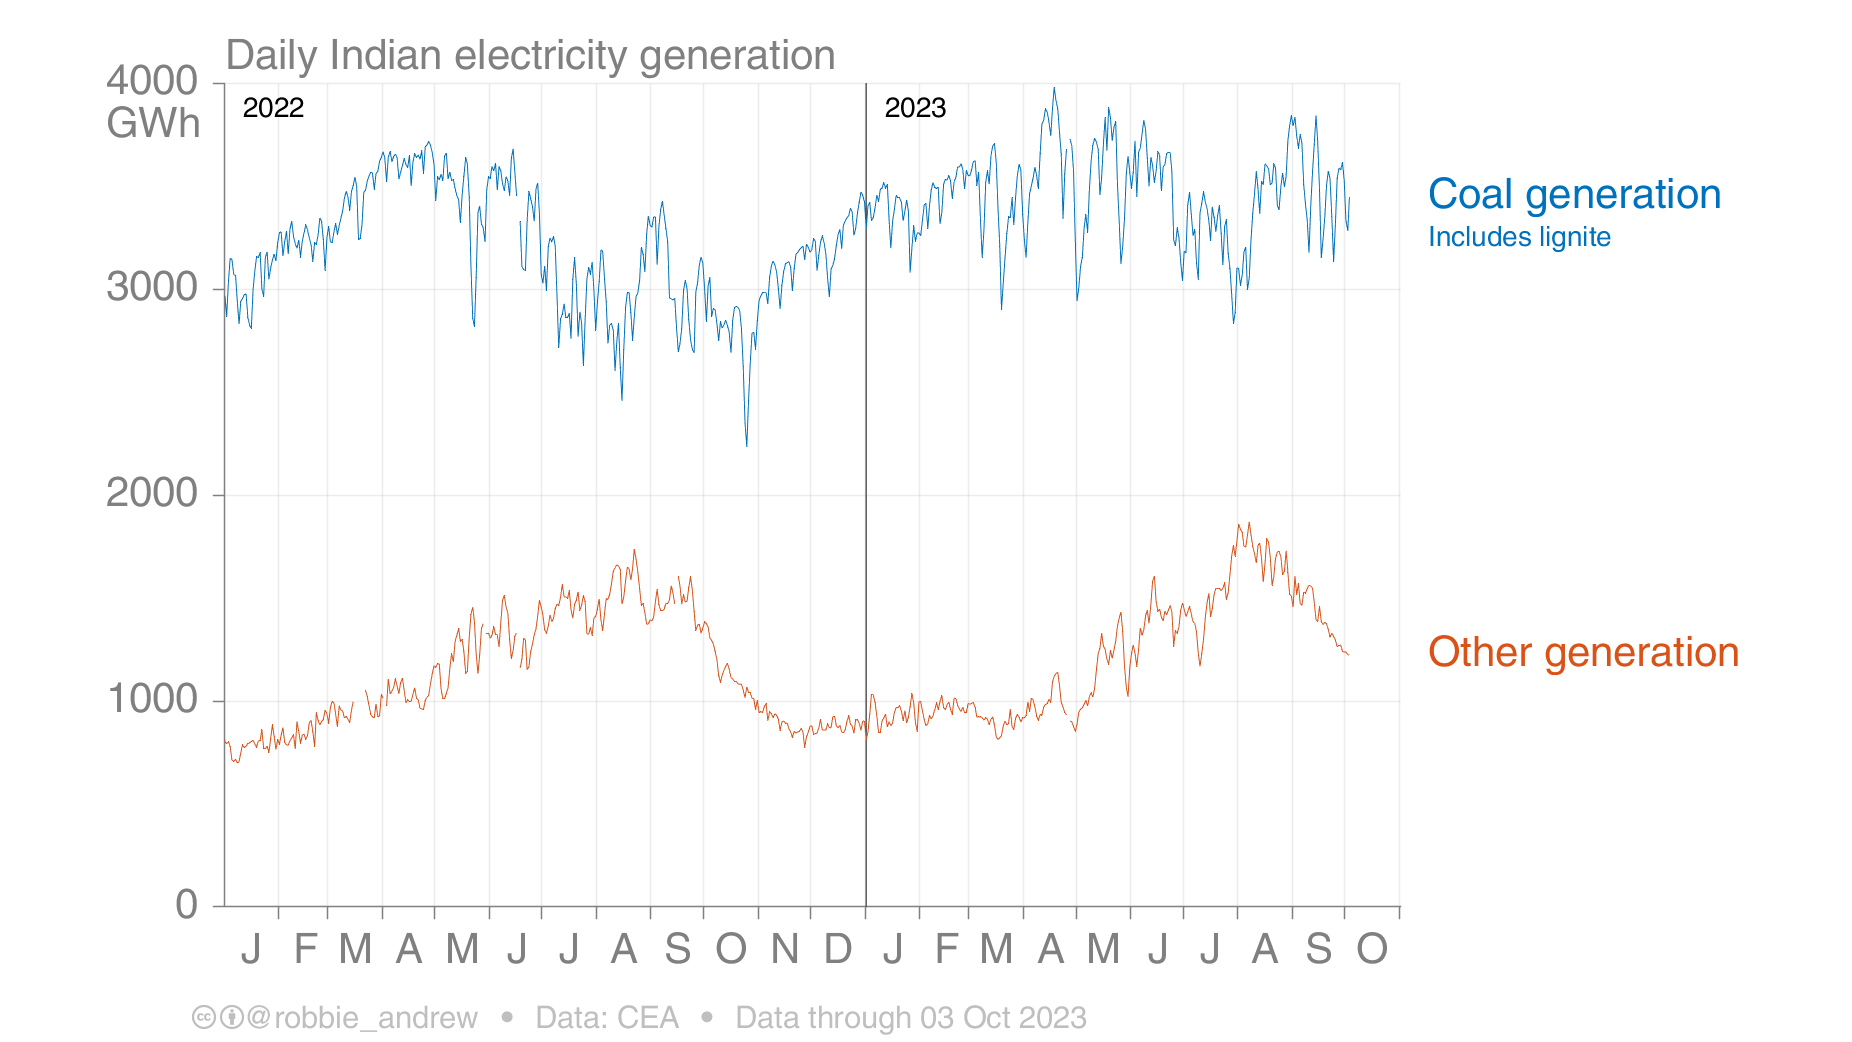 Daily Indian electricity generation
4000
GWh
2022
2023
Coal generation
Includes lignite
3000
2000
Other generation
1000
0
J F M A M J J A S O N D J F M A M J J A S O
@robbie_andrew • Data: CEA • Data through 03 Oct 2023